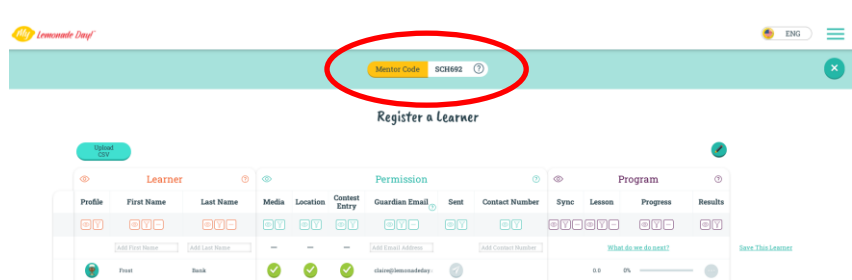 My Lemonade Day!
ENG
Mentor Code SCH692 ?
Register a Learner
Upload CSV
Learner ? Permission ? Program ?
Profile First Name Last Name Media Location Contest Entry Guardian Email ? Sent Contact Number Sync Lesson Progress Results
Add First Name Add Last Name Add Email Address Add Contact Number What do we do next? Save This Learner
Frost Bank claire@lemonadeday. 0.0 0%